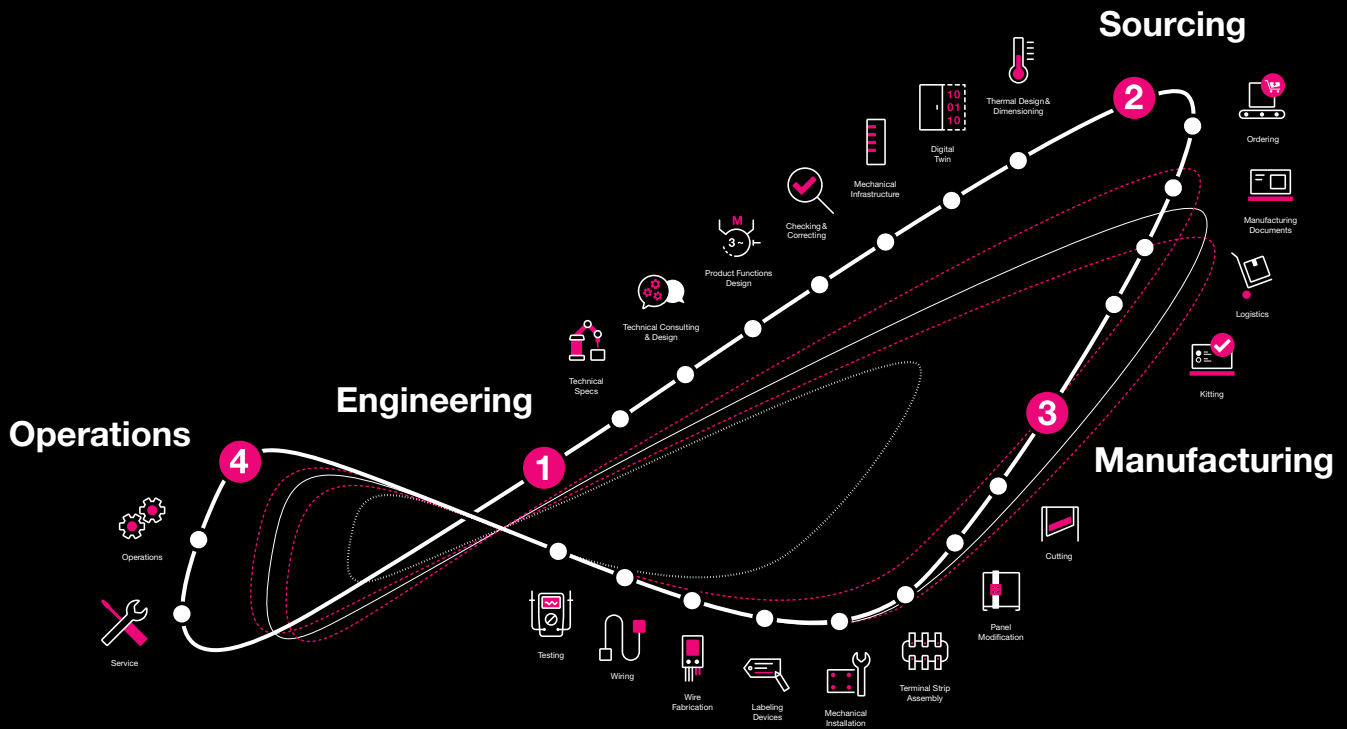 Sourcing
2
Ordering
Manufacturing
Documents
Logistics
Kitting
Thermal Design &
Dimensioning
10
01
10
Digital
Twin
Mechanical
Infrastructure
Checking &
Correcting
M
3 ~
Product Functions
Design
Technical Consulting
& Design
Technical
Specs
Engineering
1
Operations
4
Operations
Service
3
Manufacturing
Cutting
Panel
Modification
Terminal Strip
Assembly
Mechanical
Installation
Labeling
Devices
Wire
Fabrication
Wiring
Testing